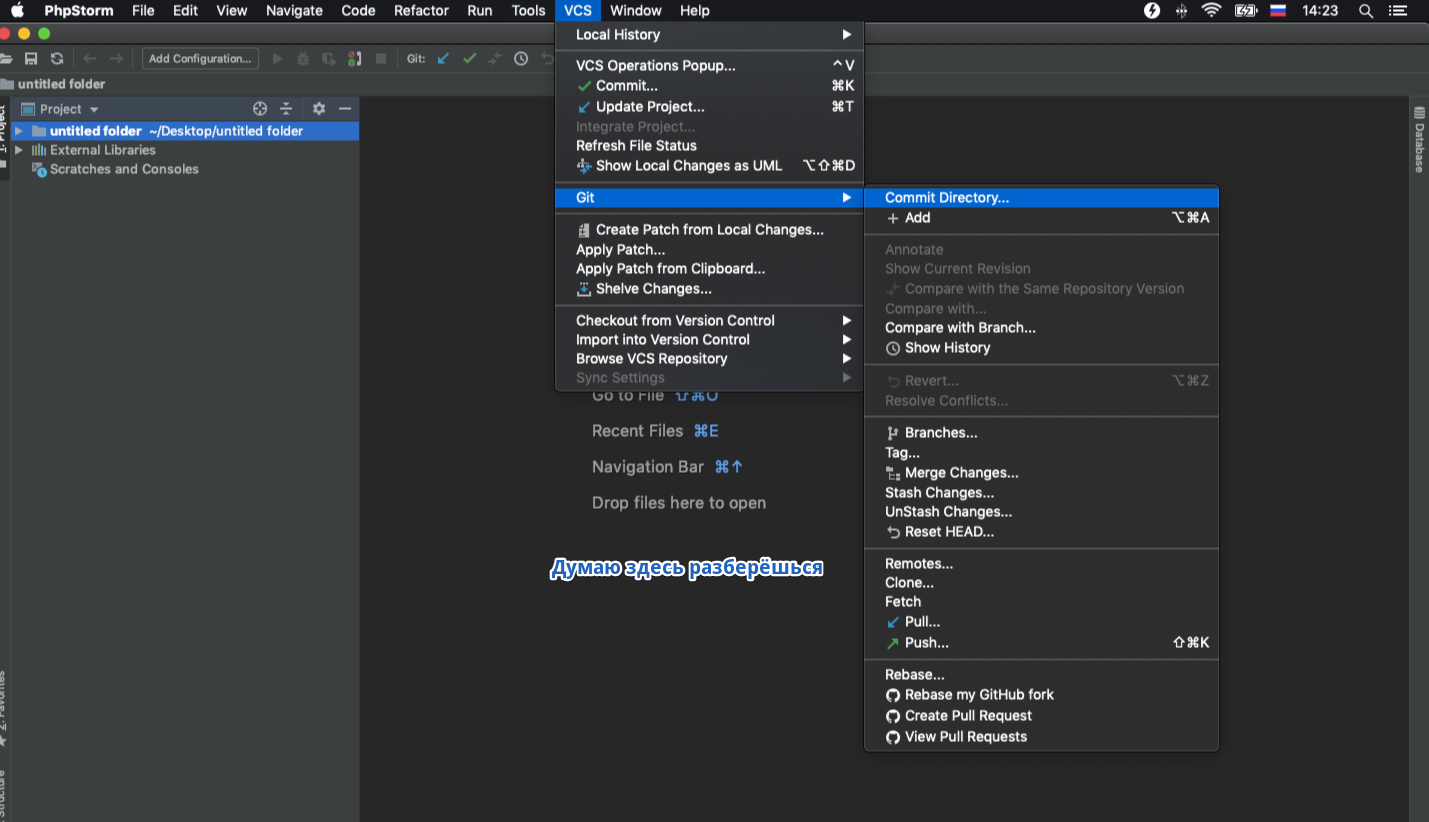 PhpStorm File Edit View Navigate Code Refactor Run Tools VCS Window Help 14:23
Add Configuration... Git:
untitled folder
Project
untitled folder ~/Desktop/untitled folder
External Libraries
Scratches and Consoles
1: Project
2: Favorites
Structure
Database
Local History
VCS Operations Popup... ⌃V
Commit... ⌘K
Update Project... ⌘T
Integrate Project...
Refresh File Status
Show Local Changes as UML ⌥⇧⌘D
Git
Create Patch from Local Changes...
Apply Patch...
Apply Patch from Clipboard...
Shelve Changes...
Checkout from Version Control
Import into Version Control
Browse VCS Repository
Sync Settings
Commit Directory...
Add ⌥⌘A
Annotate
Show Current Revision
Compare with the Same Repository Version
Compare with...
Compare with Branch...
Show History
Revert... ⌥⌘Z
Resolve Conflicts...
Branches...
Tag...
Merge Changes...
Stash Changes...
UnStash Changes...
Reset HEAD...
Remotes...
Clone...
Fetch
Pull...
Push... ⇧⌘K
Rebase...
Rebase my GitHub fork
Create Pull Request
View Pull Requests
Go to File ⇧⌘O
Recent Files ⌘E
Navigation Bar ⌘↑
Drop files here to open
Думаю здесь разберёшься